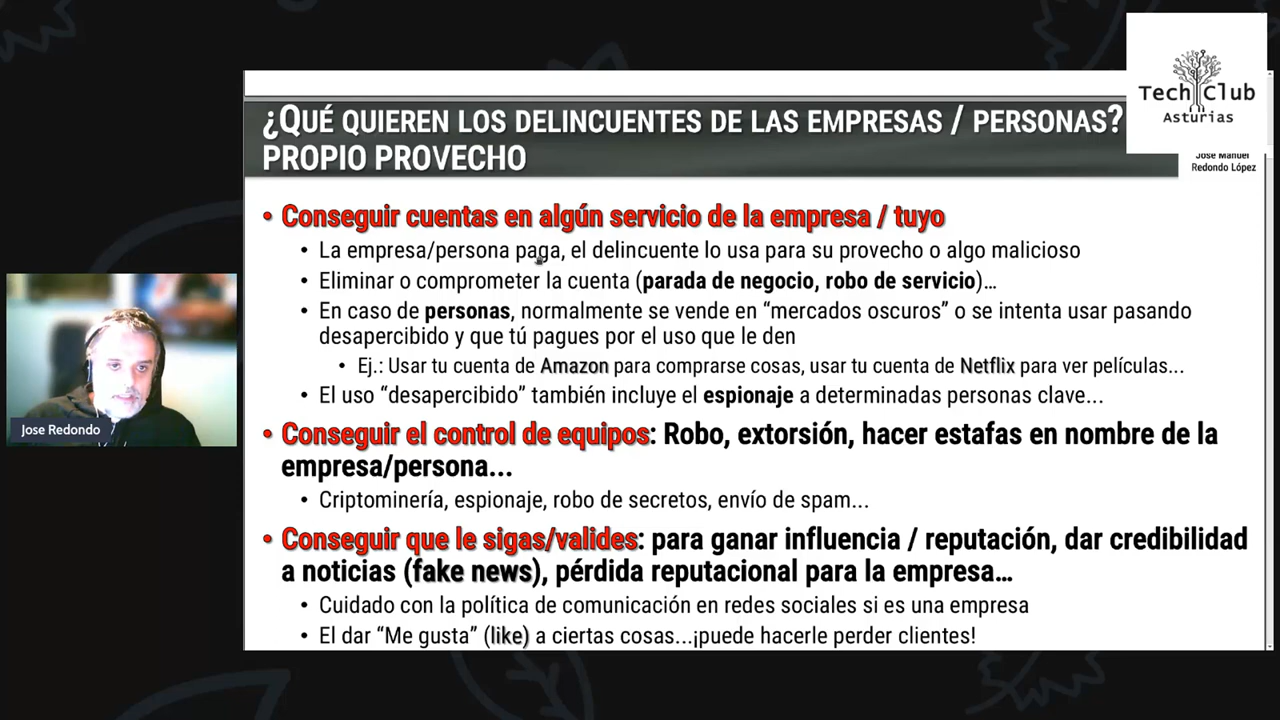 Tech Club
Asturias
¿QUÉ QUIEREN LOS DELINCUENTES DE LAS EMPRESAS / PERSONAS?
PROPIO PROVECHO
José Manuel
Redondo López
• Conseguir cuentas en algún servicio de la empresa / tuyo
• La empresa/persona paga, el delincuente lo usa para su provecho o algo malicioso
• Eliminar o comprometer la cuenta (parada de negocio, robo de servicio)…
• En caso de personas, normalmente se vende en “mercados oscuros” o se intenta usar pasando
desapercibido y que tú pagues por el uso que le den
• Ej.: Usar tu cuenta de Amazon para comprarse cosas, usar tu cuenta de Netflix para ver películas...
• El uso “desapercibido” también incluye el espionaje a determinadas personas clave...
• Conseguir el control de equipos: Robo, extorsión, hacer estafas en nombre de la
empresa/persona...
• Criptominería, espionaje, robo de secretos, envío de spam...
• Conseguir que le sigas/valides: para ganar influencia / reputación, dar credibilidad
a noticias (fake news), pérdida reputacional para la empresa…
• Cuidado con la política de comunicación en redes sociales si es una empresa
• El dar “Me gusta” (like) a ciertas cosas...¡puede hacerle perder clientes!
Jose Redondo